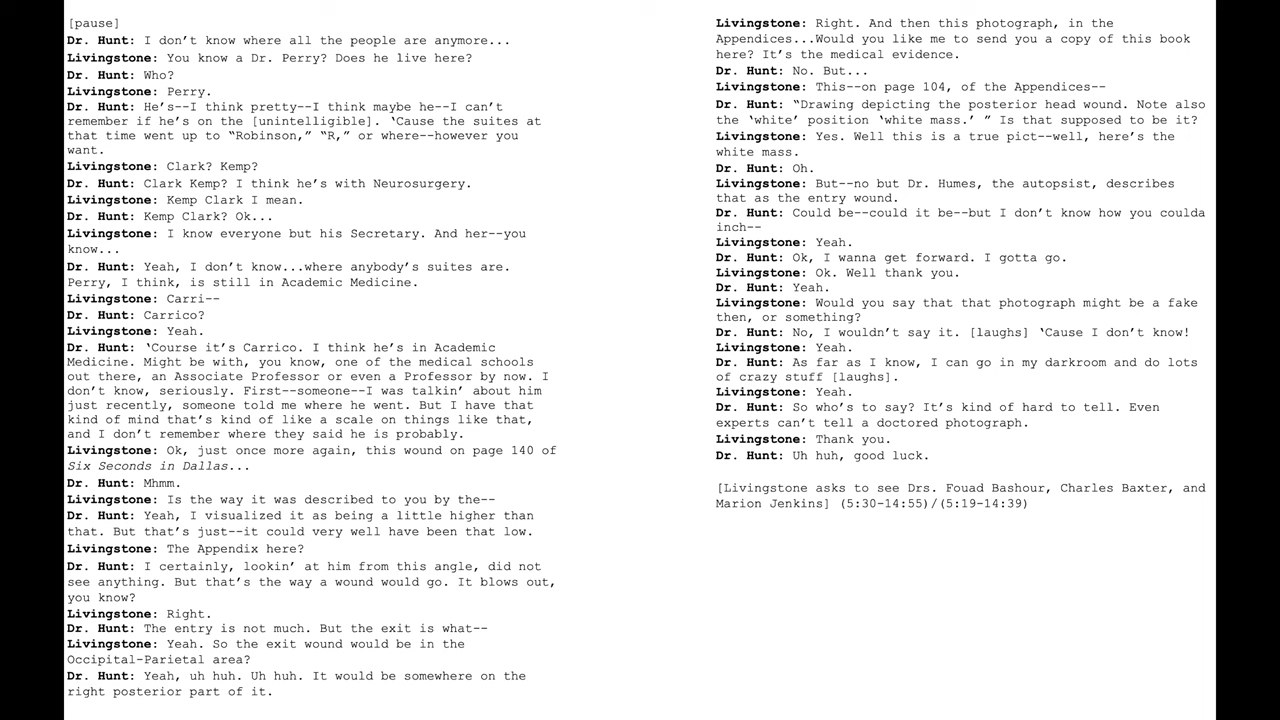 [pause]
Dr. Hunt: I don’t know where all the people are anymore...
Livingstone: You know a Dr. Perry? Does he live here?
Dr. Hunt: Who?
Livingstone: Perry.
Dr. Hunt: He’s--I think pretty--I think maybe he--I can’t
remember if he’s on the [unintelligible]. ‘Cause the suites at
that time went up to “Robinson,” “R,” or where--however you
want.
Livingstone: Clark? Kemp?
Dr. Hunt: Clark Kemp? I think he’s with Neurosurgery.
Livingstone: Kemp Clark I mean.
Dr. Hunt: Kemp Clark? Ok...
Livingstone: I know everyone but his Secretary. And her--you
know...
Dr. Hunt: Yeah, I don’t know...where anybody’s suites are.
Perry, I think, is still in Academic Medicine.
Livingstone: Carri--
Dr. Hunt: Carrico?
Livingstone: Yeah.
Dr. Hunt: ‘Course it’s Carrico. I think he’s in Academic
Medicine. Might be with, you know, one of the medical schools
out there, an Associate Professor or even a Professor by now. I
don’t know, seriously. First--someone--I was talkin’ about him
just recently, someone told me where he went. But I have that
kind of mind that’s kind of like a scale on things like that,
and I don’t remember where they said he is probably.
Livingstone: Ok, just once more again, this wound on page 140 of
Six Seconds in Dallas...
Dr. Hunt: Mhmm.
Livingstone: Is the way it was described to you by the--
Dr. Hunt: Yeah, I visualized it as being a little higher than
that. But that’s just--it could very well have been that low.
Livingstone: The Appendix here?
Dr. Hunt: I certainly, lookin’ at him from this angle, did not
see anything. But that’s the way a wound would go. It blows out,
you know?
Livingstone: Right.
Dr. Hunt: The entry is not much. But the exit is what--
Livingstone: Yeah. So the exit wound would be in the
Occipital-Parietal area?
Dr. Hunt: Yeah, uh huh. Uh huh. It would be somewhere on the
right posterior part of it.
Livingstone: Right. And then this photograph, in the
Appendices...Would you like me to send you a copy of this book
here? It’s the medical evidence.
Dr. Hunt: No. But...
Livingstone: This--on page 104, of the Appendices--
Dr. Hunt: “Drawing depicting the posterior head wound. Note also
the ‘white’ position ‘white mass.’ ” Is that supposed to be it?
Livingstone: Yes. Well this is a true pict--well, here’s the
white mass.
Dr. Hunt: Oh.
Livingstone: But--no but Dr. Humes, the autopsist, describes
that as the entry wound.
Dr. Hunt: Could be--could it be--but I don’t know how you coulda
inch--
Livingstone: Yeah.
Dr. Hunt: Ok, I wanna get forward. I gotta go.
Livingstone: Ok. Well thank you.
Dr. Hunt: Yeah.
Livingstone: Would you say that that photograph might be a fake
then, or something?
Dr. Hunt: No, I wouldn’t say it. [laughs] ‘Cause I don’t know!
Livingstone: Yeah.
Dr. Hunt: As far as I know, I can go in my darkroom and do lots
of crazy stuff [laughs].
Livingstone: Yeah.
Dr. Hunt: So who’s to say? It’s kind of hard to tell. Even
experts can’t tell a doctored photograph.
Livingstone: Thank you.
Dr. Hunt: Uh huh, good luck.
[Livingstone asks to see Drs. Fouad Bashour, Charles Baxter, and
Marion Jenkins] (5:30-14:55)/(5:19-14:39)